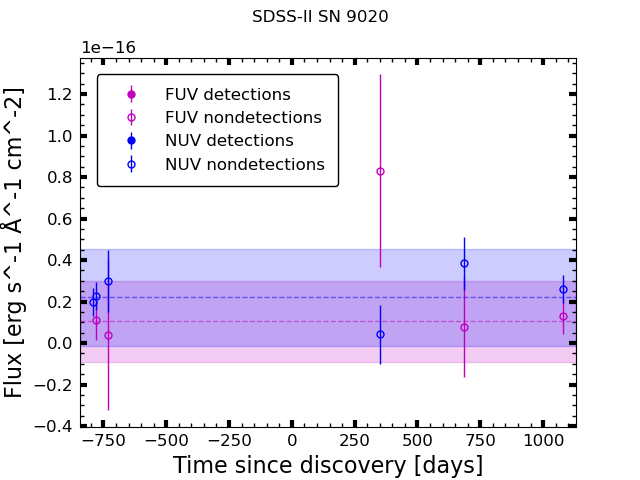 SDSS-II SN 9020
1e−16
FUV detections
FUV nondetections
NUV detections
NUV nondetections
1.2
1.0
0.8
0.6
0.4
0.2
0.0
−0.2
−0.4
Flux [erg s^-1 Å^-1 cm^-2]
−750 −500 −250 0 250 500 750 1000
Time since discovery [days]